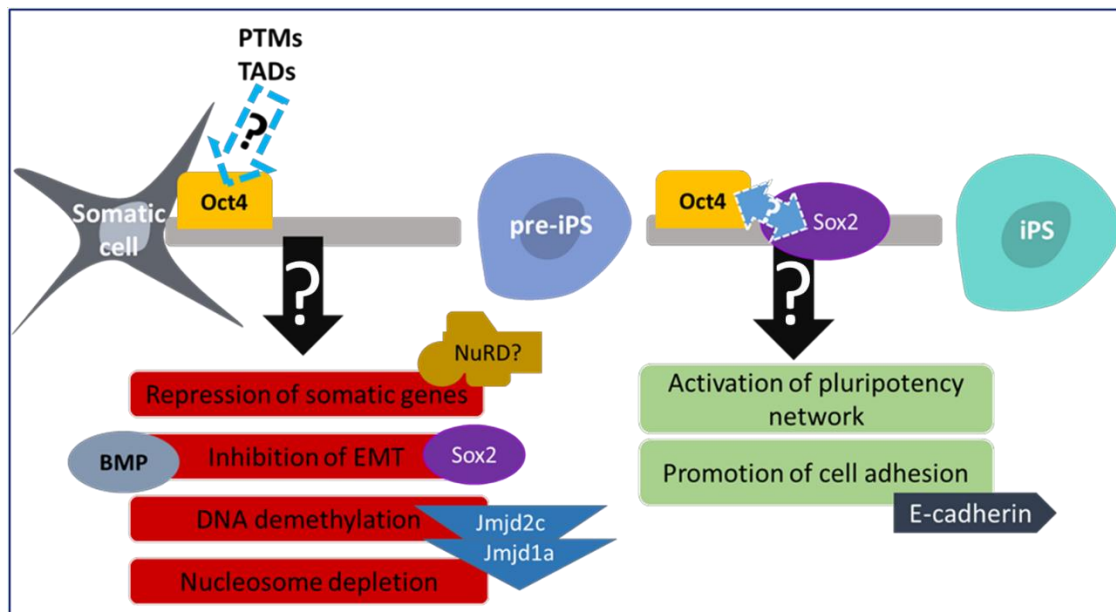 PTMs
TADs
?
Somatic
cell
Oct4
?
pre-iPS
Oct4
?
Sox2
?
iPS
NuRD?
Repression of somatic genes
BMP
Inhibition of EMT
Sox2
DNA demethylation
Jmjd2c
Jmjd1a
Nucleosome depletion
Activation of pluripotency
network
Promotion of cell adhesion
E-cadherin